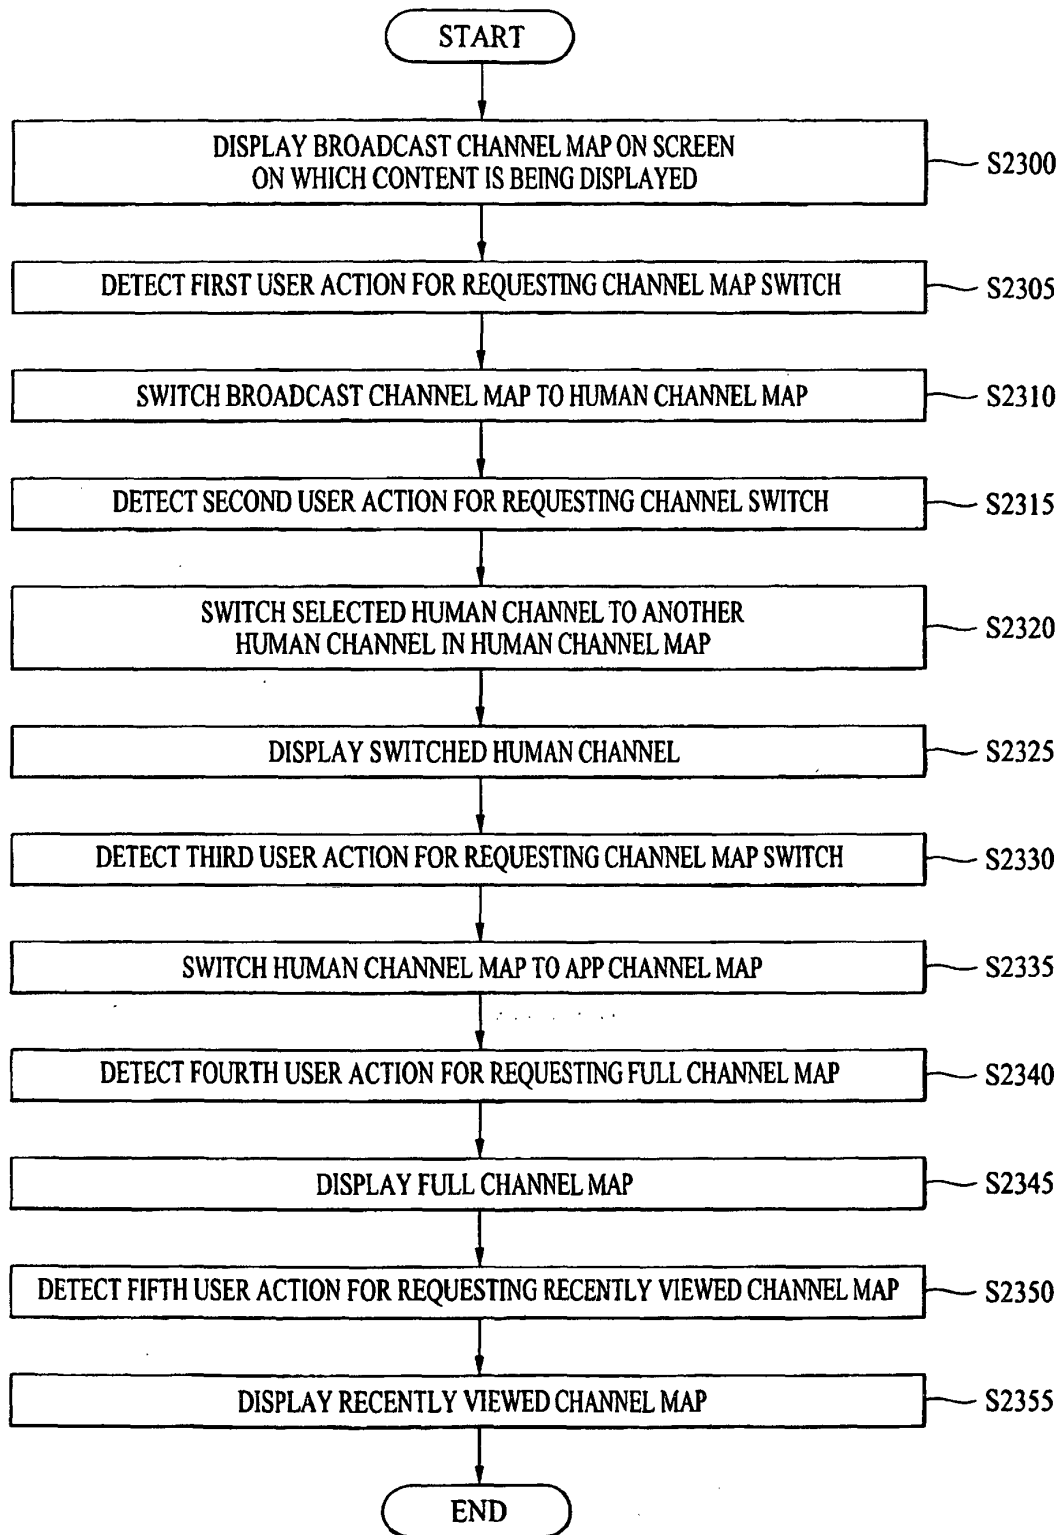 START
DISPLAY BROADCAST CHANNEL MAP ON SCREEN
ON WHICH CONTENT IS BEING DISPLAYED
S2300
DETECT FIRST USER ACTION FOR REQUESTING CHANNEL MAP SWITCH
S2305
SWITCH BROADCAST CHANNEL MAP TO HUMAN CHANNEL MAP
S2310
DETECT SECOND USER ACTION FOR REQUESTING CHANNEL SWITCH
S2315
SWITCH SELECTED HUMAN CHANNEL TO ANOTHER
HUMAN CHANNEL IN HUMAN CHANNEL MAP
S2320
DISPLAY SWITCHED HUMAN CHANNEL
S2325
DETECT THIRD USER ACTION FOR REQUESTING CHANNEL MAP SWITCH
S2330
SWITCH HUMAN CHANNEL MAP TO APP CHANNEL MAP
S2335
DETECT FOURTH USER ACTION FOR REQUESTING FULL CHANNEL MAP
S2340
DISPLAY FULL CHANNEL MAP
S2345
DETECT FIFTH USER ACTION FOR REQUESTING RECENTLY VIEWED CHANNEL MAP
S2350
DISPLAY RECENTLY VIEWED CHANNEL MAP
S2355
END